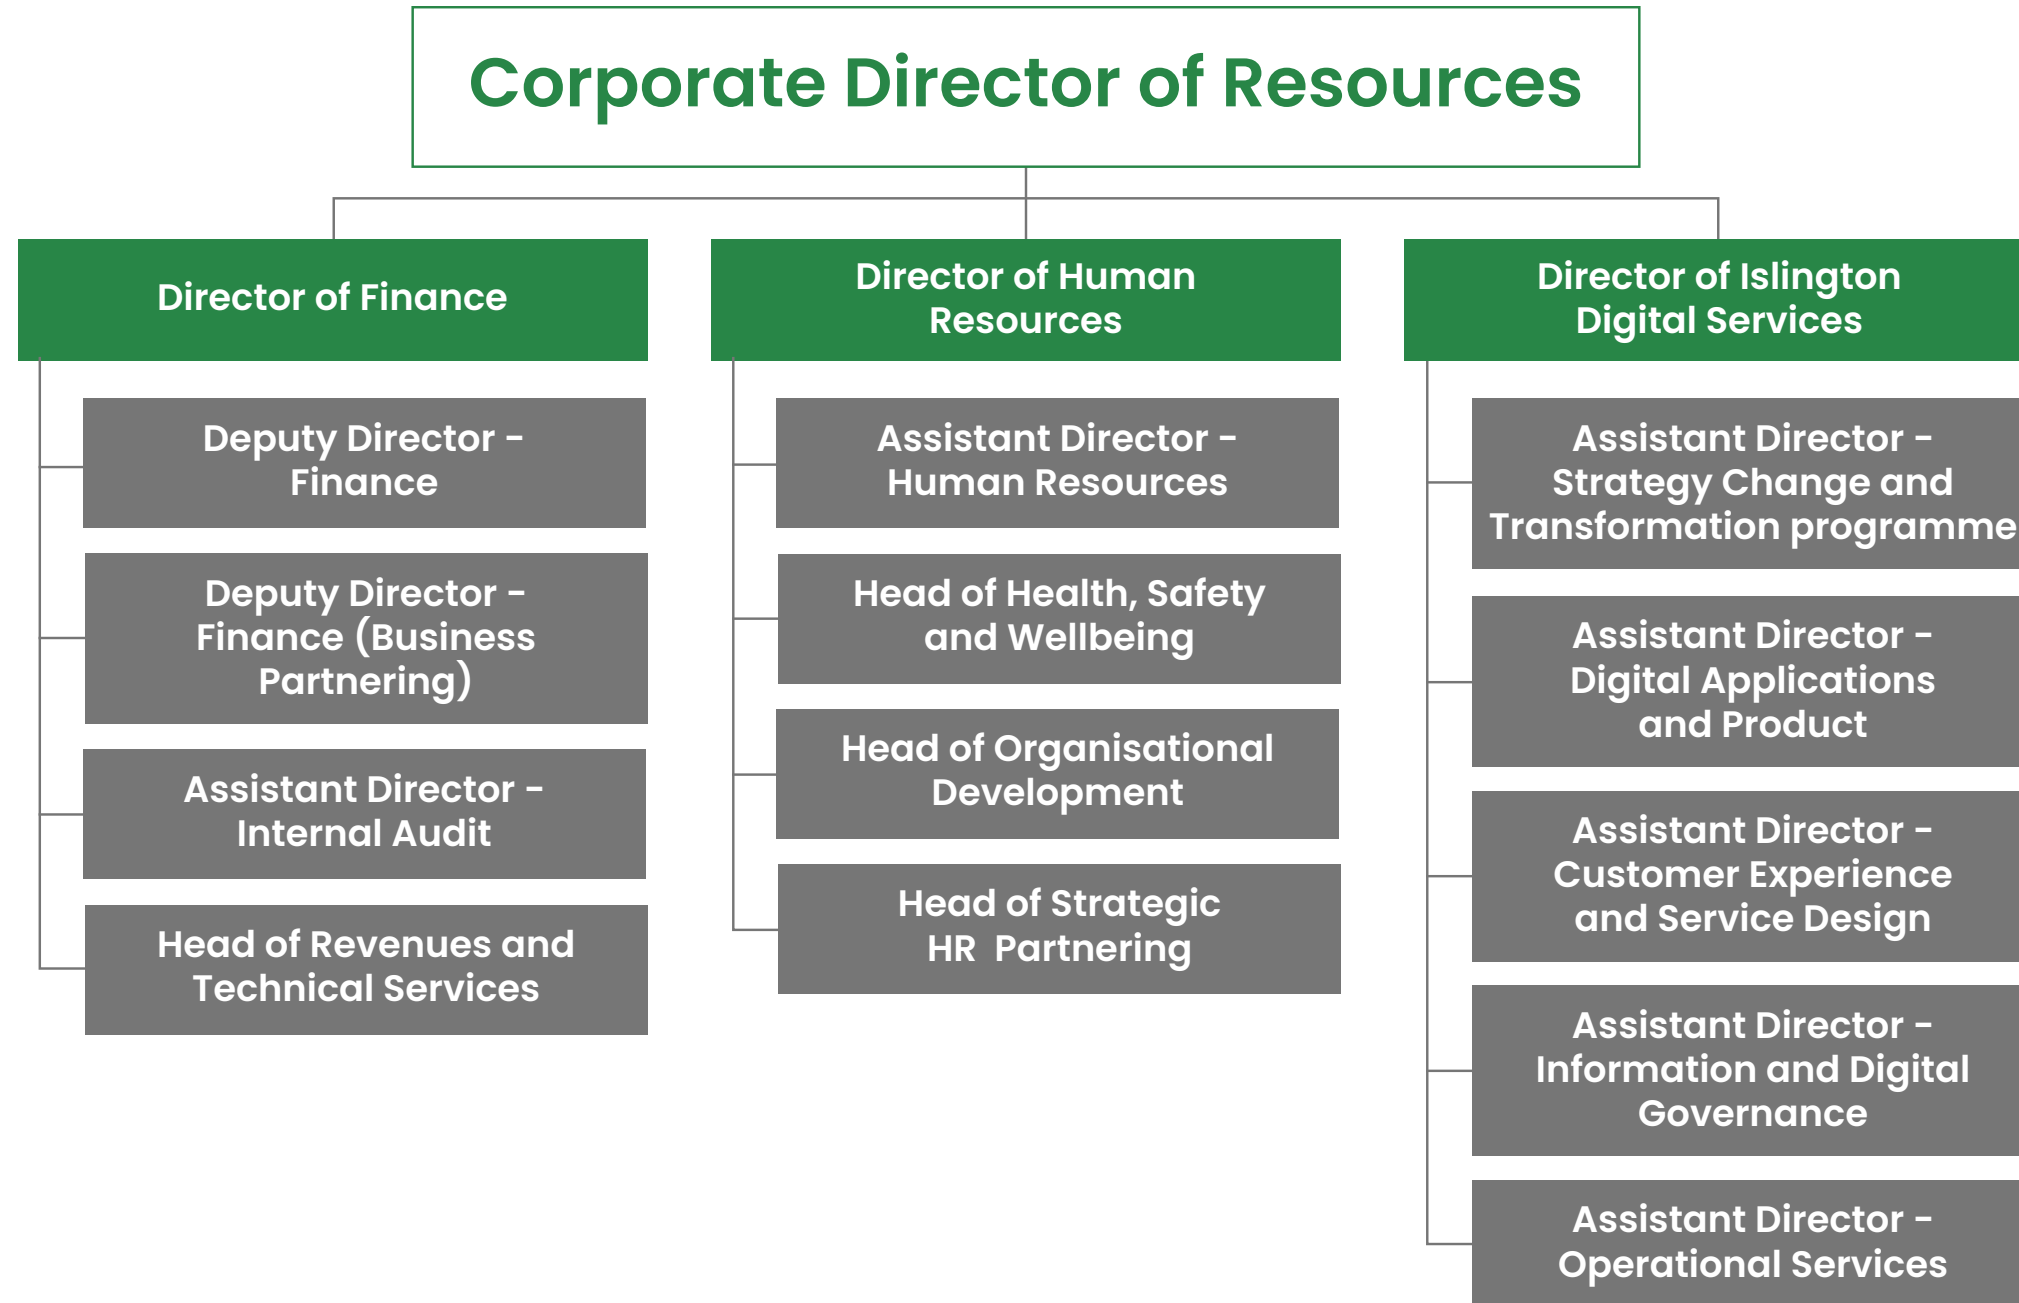 Corporate Director of Resources
Director of Finance
Deputy Director -
Finance
Deputy Director -
Finance (Business
Partnering)
Assistant Director -
Internal Audit
Head of Revenues and
Technical Services
Director of Human
Resources
Assistant Director -
Human Resources
Head of Health, Safety
and Wellbeing
Head of Organisational
Development
Head of Strategic
HR  Partnering
Director of Islington
Digital Services
Assistant Director -
Strategy Change and
Transformation programme
Assistant Director -
Digital Applications
and Product
Assistant Director -
Customer Experience
and Service Design
Assistant Director -
Information and Digital
Governance
Assistant Director -
Operational Services